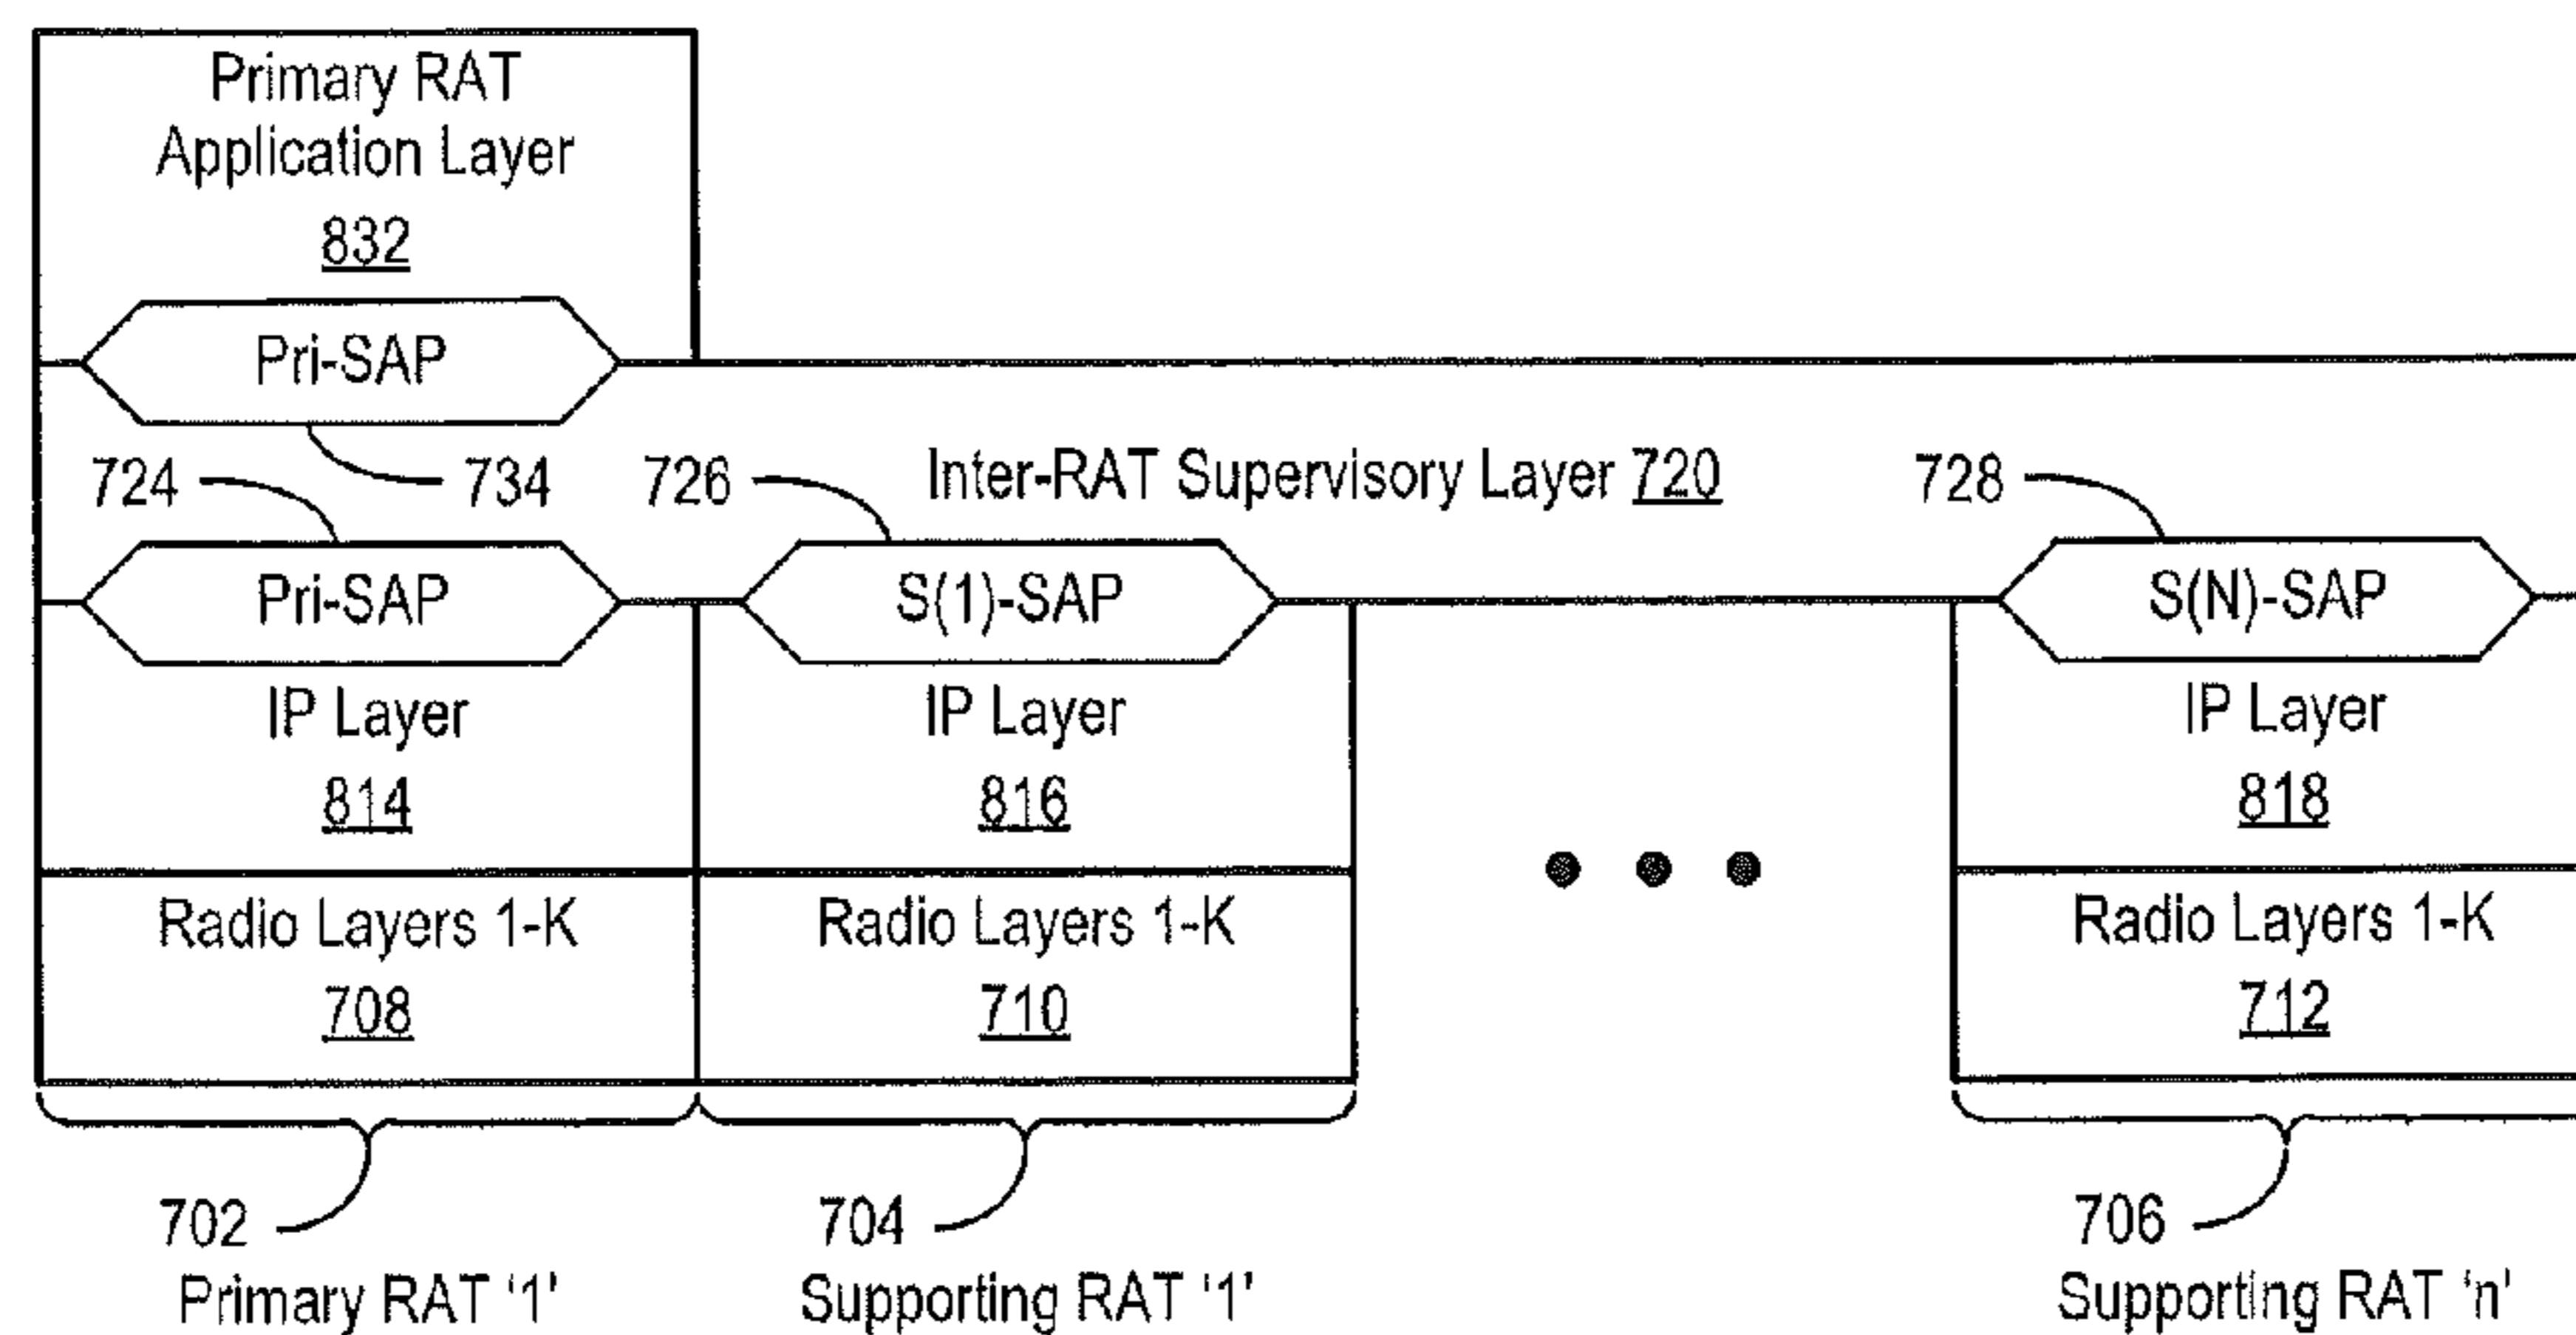 Primary RAT
Application Layer
832
Pri-SAP
724
734
726
Inter-RAT Supervisory Layer 720
728
Pri-SAP
S(1)-SAP
S(N)-SAP
IP Layer
814
IP Layer
816
IP Layer
818
Radio Layers 1-K
708
Radio Layers 1-K
710
Radio Layers 1-K
712
702
Primary RAT '1'
704
Supporting RAT '1'
706
Supporting RAT 'n'